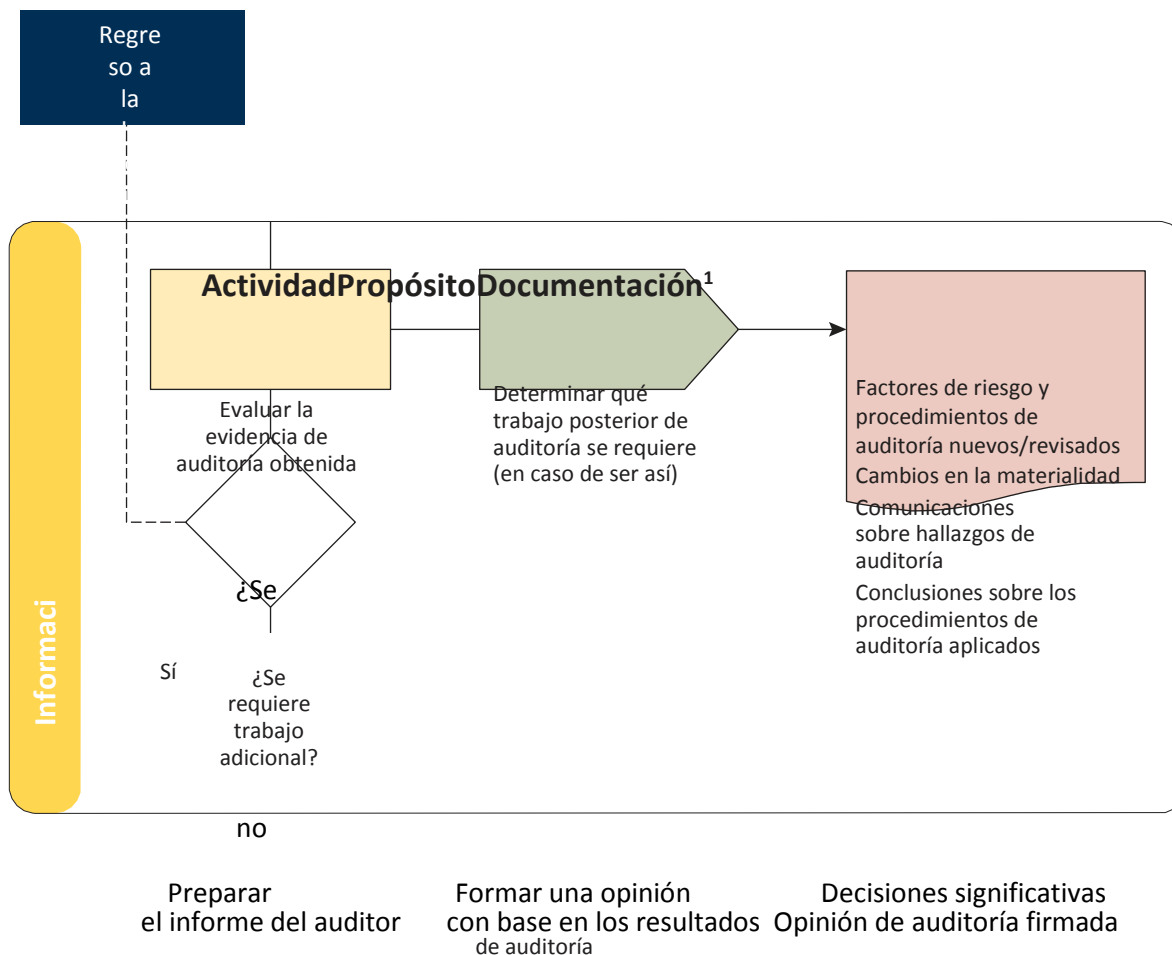 Regre
so a
la
ActividadPropósitoDocumentación¹
Evaluar la
evidencia de
auditoría obtenida
Determinar qué
trabajo posterior de
auditoría se requiere
(en caso de ser así)
Factores de riesgo y
procedimientos de
auditoría nuevos/revisados
Cambios en la materialidad
Comunicaciones
sobre hallazgos de
auditoría
Conclusiones sobre los
procedimientos de
auditoría aplicados
Informaci
¿Se
Sí
¿Se
requiere
trabajo
adicional?
no
Preparar
el informe del auditor
Formar una opinión
con base en los resultados
de auditoría
Decisiones significativas
Opinión de auditoría firmada